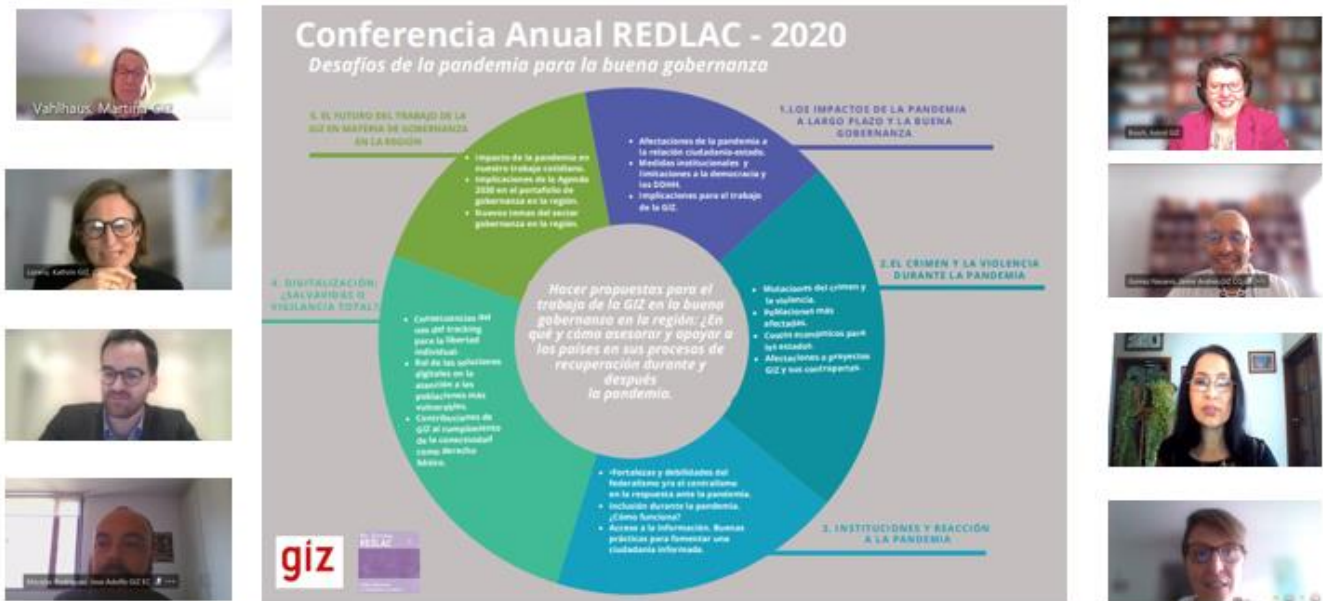 Conferencia Anual REDLAC - 2020
Desafíos de la pandemia para la buena gobernanza
Vahlhaus, Martina GIZ
5. EL FUTURO DEL TRABAJO DE LA
GIZ EN MATERIA DE GOBERNANZA
EN LA REGIÓN
• Impacto de la pandemia en
nuestro trabajo cotidiano.
• Implicaciones de la Agenda
2030 en el portafolio de
gobernanza en la región.
• Nuevos temas del sector
gobernanza en la región.
1.LOS IMPACTOS DE LA PANDEMIA
A LARGO PLAZO Y LA BUENA
GOBERNANZA
• Afectaciones de la pandemia a
la relación ciudadanía-estado.
• Medidas institucionales y
limitaciones a la democracia y
los DDHH.
• Implicaciones para el trabajo
de la GIZ.
2.EL CRIMEN Y LA VIOLENCIA
DURANTE LA PANDEMIA
• Mutaciones del crimen y
la violencia.
• Poblaciones más
afectadas.
• Costos económicos para
los estados
• Afectaciones a proyectos
GIZ y sus contrapartes.
3. INSTITUCIONES Y REACCIÓN
A LA PANDEMIA
• •Fortalezas y debilidades del
federalismo y/o el centralismo
en la respuesta ante la pandemia.
• Inclusión durante la pandemia.
¿Cómo funciona?
• Acceso a la información. Buenas
prácticas para fomentar una
ciudadanía informada.
4. DIGITALIZACIÓN:
¿SALVAVIDAS O
VIGILANCIA TOTAL?
• Consecuencias del
uso del tracking
para la libertad
individual.
• Rol de las soluciones
digitales en la
atención a las
poblaciones más
vulnerables.
• Contribuciones de
GIZ al cumplimiento
de la conectividad
como derecho
básico.
Hacer propuestas para el
trabajo de la GIZ en la buena
gobernanza en la región: ¿En
qué y cómo asesorar y apoyar a
los países en sus procesos de
recuperación durante y
después
la pandemia.
giz
REDLAC
Kathrin GIZ
Jose Adolfo GIZ EC
GIZ